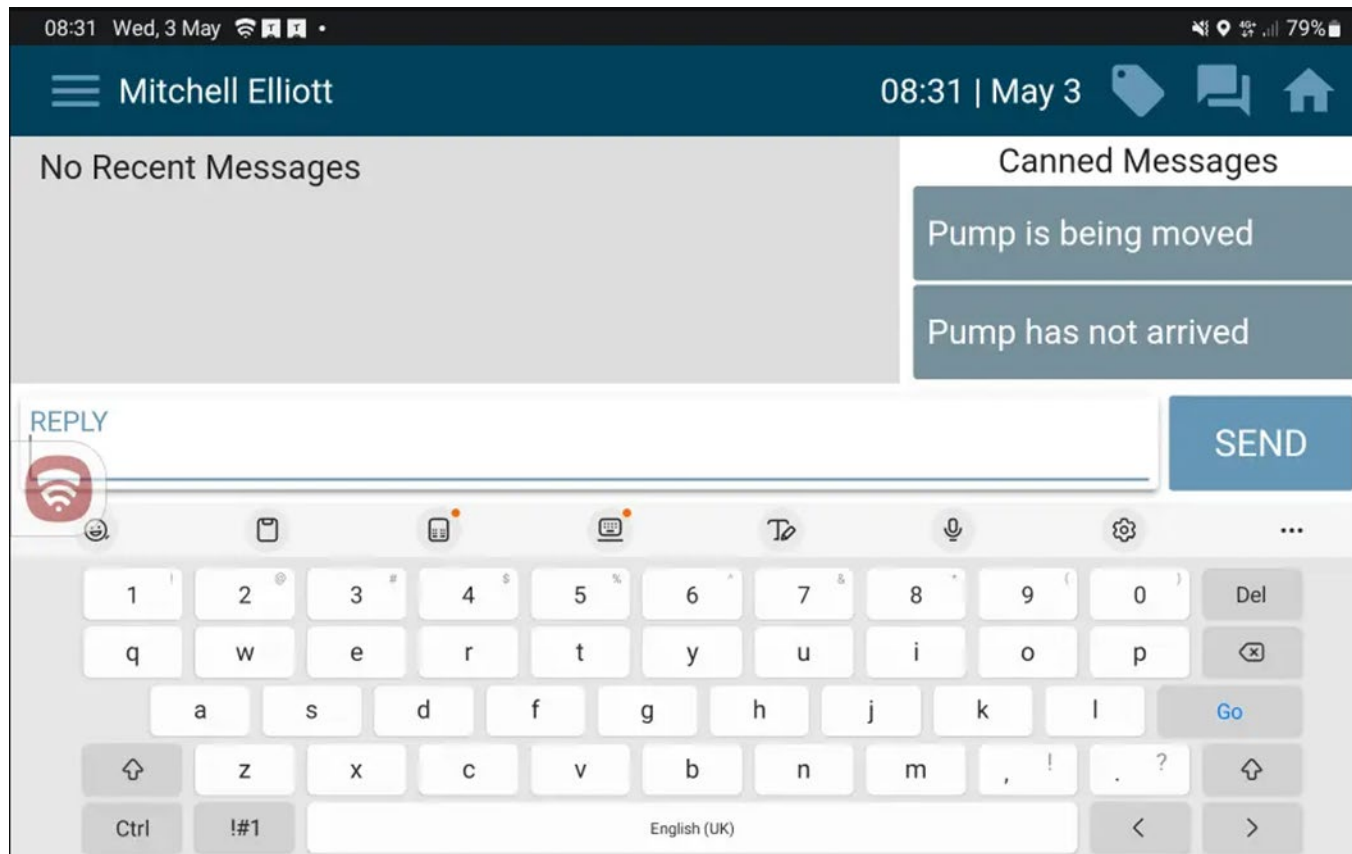 08:31 Wed, 3 May 79%
Mitchell Elliott 08:31 | May 3
No Recent Messages
Canned Messages
Pump is being moved
Pump has not arrived
REPLY
SEND
1 ! 2 @ 3 # 4 $ 5 % 6 ^ 7 & 8 * 9 ( 0 ) Del
q w e r t y u i o p
a s d f g h j k l Go
z x c v b n m , ! . ?
Ctrl !#1 English (UK) < >